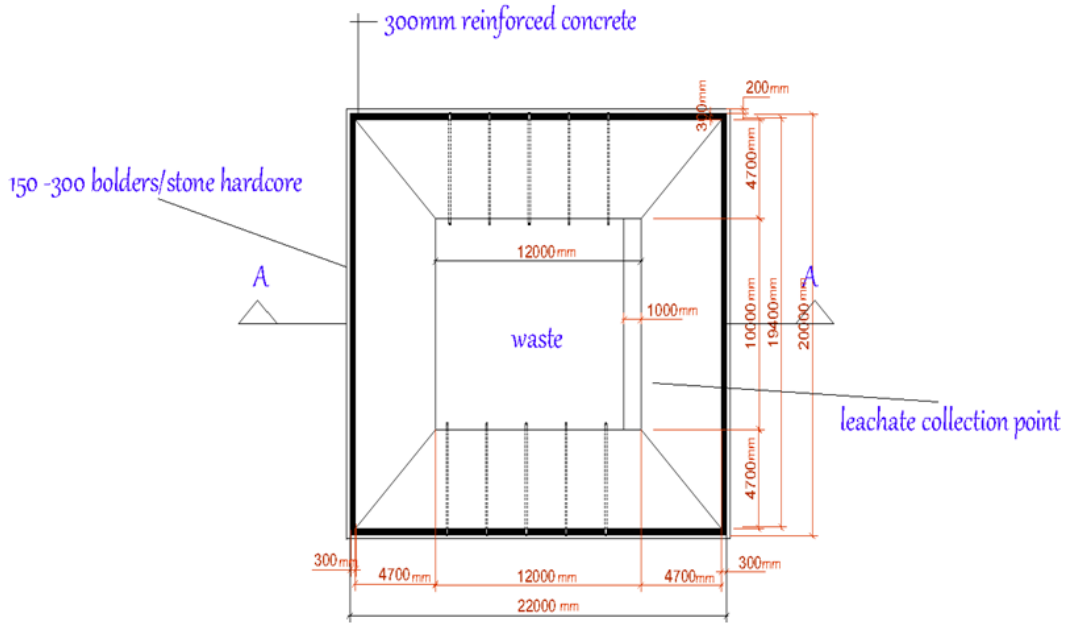 300mm reinforced concrete
200mm
300mm
4700mm
150 -300 bolders/stone hardcore
12000mm
A
A
1000mm
10000mm
19400mm
20000mm
waste
leachate collection point
4700mm
300mm
300mm
4700mm
12000mm
4700mm
22000 mm